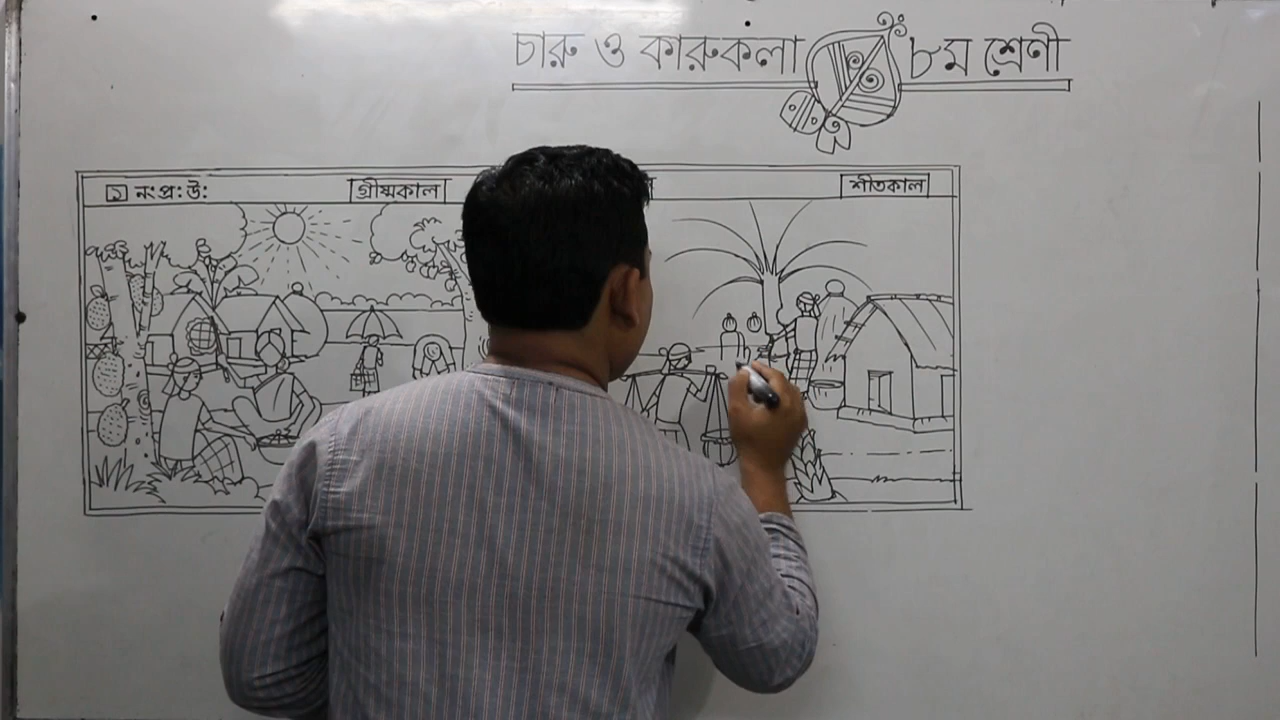 চারু ও কারুকলা ৮ম শ্রেণী
১ নংপ্র: উ: গ্রীষ্মকাল শীতকাল